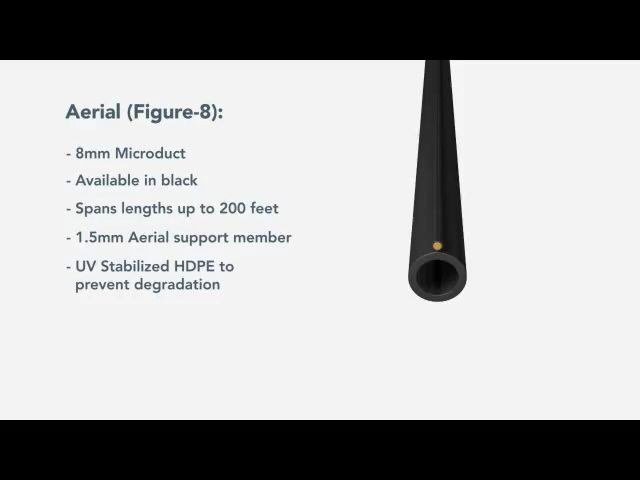 Aerial (Figure-8):
- 8mm Microduct
- Available in black
- Spans lengths up to 200 feet
- 1.5mm Aerial support member
- UV Stabilized HDPE to
prevent degradation